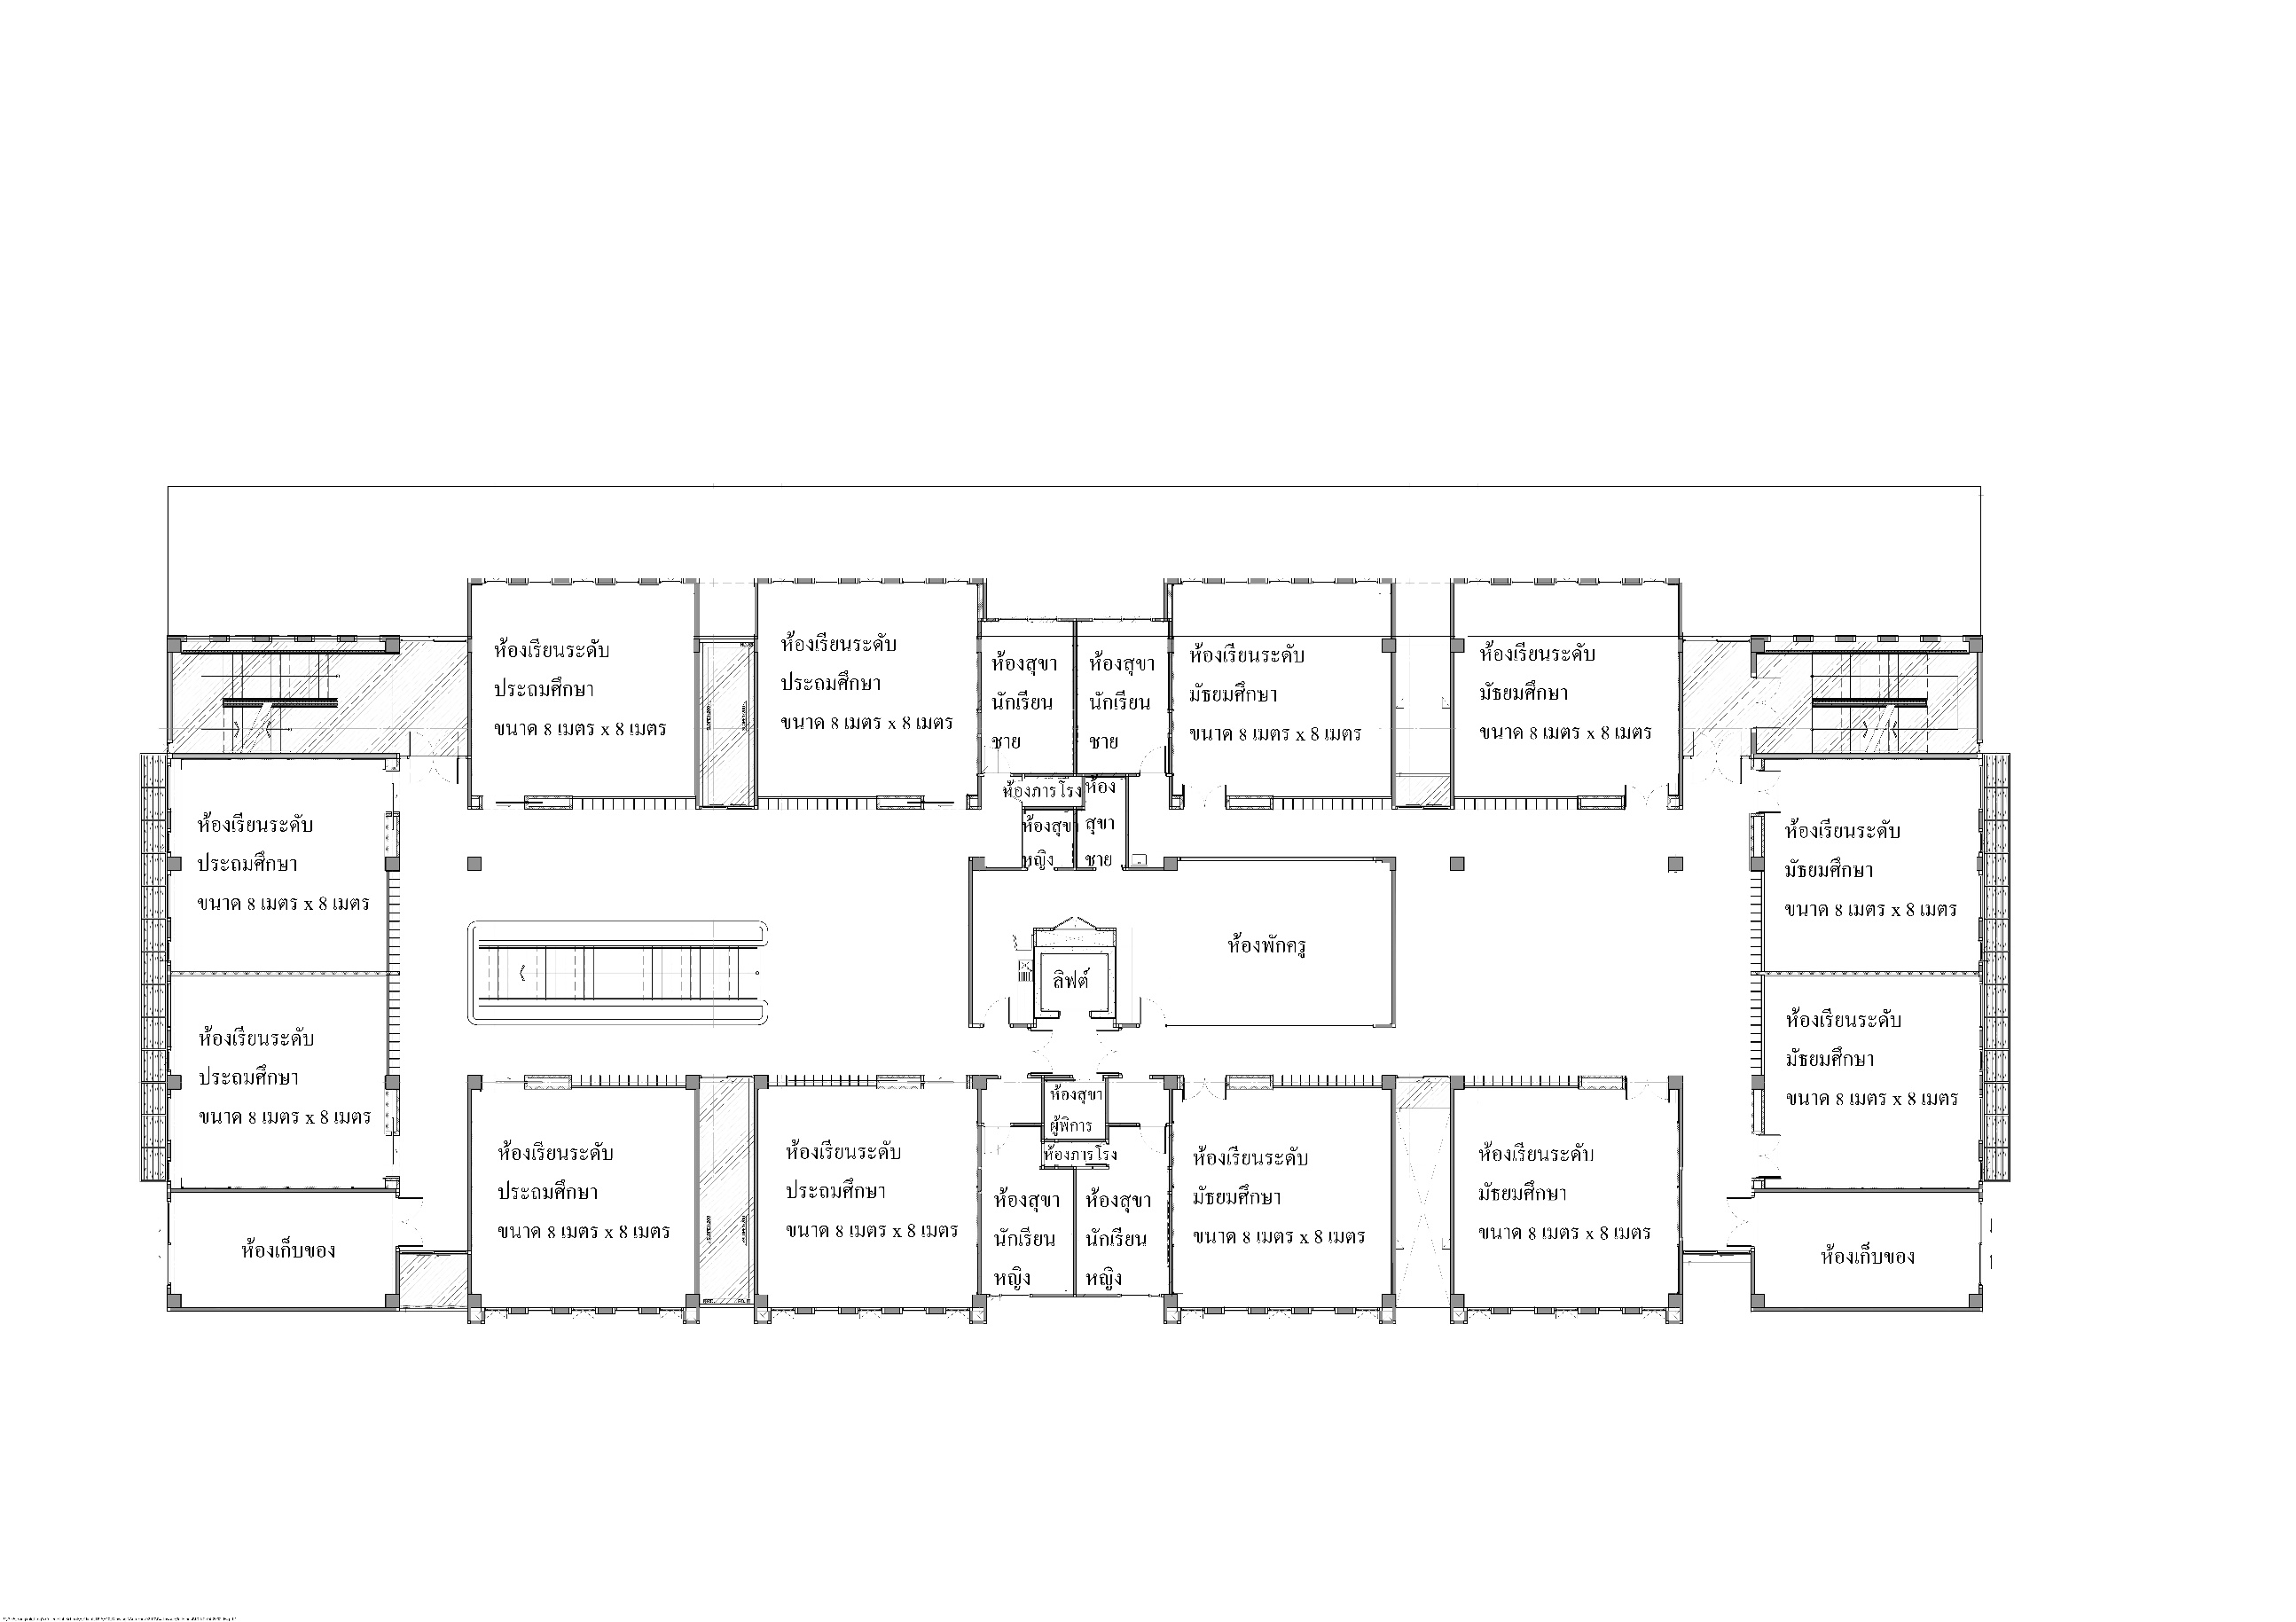 ห้องเรียนระดับ
ประถมศึกษา
ขนาด 8 เมตร x 8 เมตร
ห้องเรียนระดับ
ประถมศึกษา
ขนาด 8 เมตร x 8 เมตร
ห้องสุขา
นักเรียน
ชาย
ห้องสุขา
นักเรียน
ชาย
ห้องเรียนระดับ
มัธยมศึกษา
ขนาด 8 เมตร x 8 เมตร
ห้องเรียนระดับ
มัธยมศึกษา
ขนาด 8 เมตร x 8 เมตร
ห้องภารโรง
ห้อง
สุขา
ชาย
ห้องสุขา
หญิง
ห้องเรียนระดับ
ประถมศึกษา
ขนาด 8 เมตร x 8 เมตร
ห้องเรียนระดับ
มัธยมศึกษา
ขนาด 8 เมตร x 8 เมตร
ห้องพักครู
ลิฟต์
ห้องเรียนระดับ
ประถมศึกษา
ขนาด 8 เมตร x 8 เมตร
ห้องเรียนระดับ
มัธยมศึกษา
ขนาด 8 เมตร x 8 เมตร
ห้องสุขา
ผู้พิการ
ห้องภารโรง
ห้องเรียนระดับ
ประถมศึกษา
ขนาด 8 เมตร x 8 เมตร
ห้องเรียนระดับ
ประถมศึกษา
ขนาด 8 เมตร x 8 เมตร
ห้องสุขา
นักเรียน
หญิง
ห้องสุขา
นักเรียน
หญิง
ห้องเรียนระดับ
มัธยมศึกษา
ขนาด 8 เมตร x 8 เมตร
ห้องเรียนระดับ
มัธยมศึกษา
ขนาด 8 เมตร x 8 เมตร
ห้องเก็บของ
ห้องเก็บของ